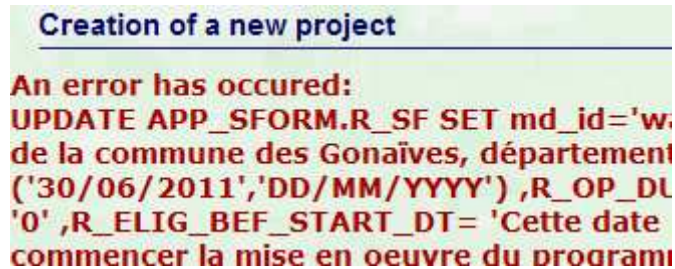 Creation of a new project
An error has occured:
UPDATE APP_SFORM.R_SF SET md_id='wa
de la commune des Gonaïves, département
('30/06/2011','DD/MM/YYYY') ,R_OP_DU
'0' ,R_ELIG_BEF_START_DT= 'Cette date
commencer la mise en oeuvre du programm